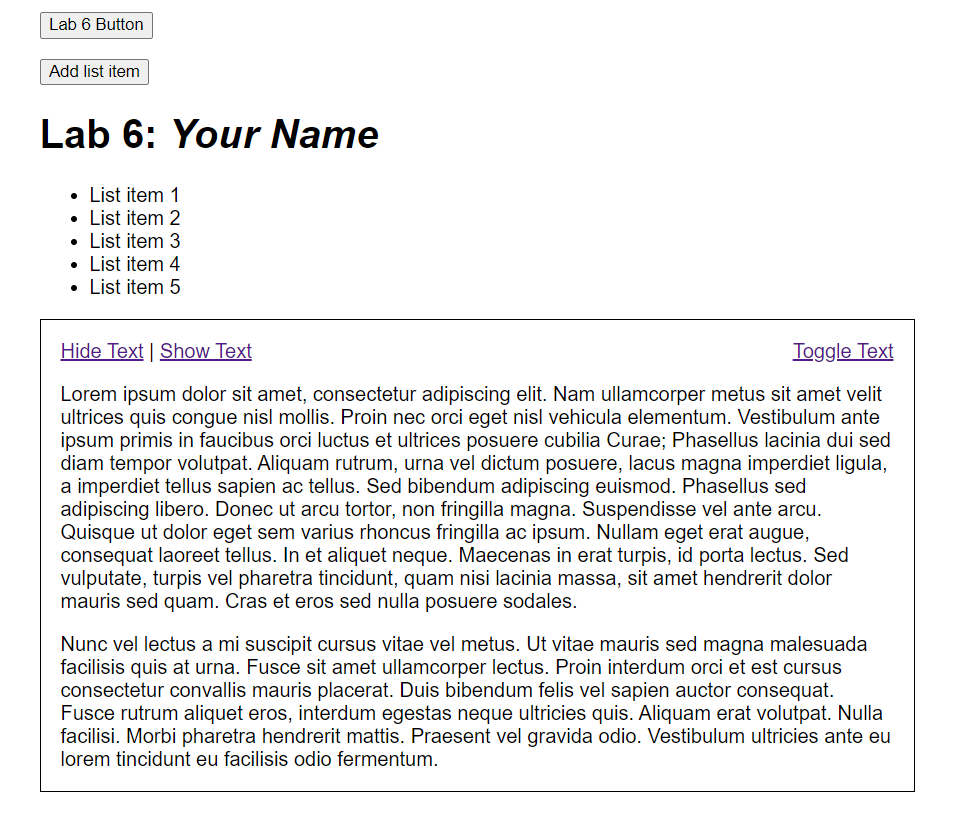 Lab 6 Button
Add list item
Lab 6: Your Name
List item 1
List item 2
List item 3
List item 4
List item 5
Hide Text | Show Text Toggle Text
Lorem ipsum dolor sit amet, consectetur adipiscing elit. Nam ullamcorper metus sit amet velit
ultrices quis congue nisl mollis. Proin nec orci eget nisl vehicula elementum. Vestibulum ante
ipsum primis in faucibus orci luctus et ultrices posuere cubilia Curae; Phasellus lacinia dui sed
diam tempor volutpat. Aliquam rutrum, urna vel dictum posuere, lacus magna imperdiet ligula,
a imperdiet tellus sapien ac tellus. Sed bibendum adipiscing euismod. Phasellus sed
adipiscing libero. Donec ut arcu tortor, non fringilla magna. Suspendisse vel ante arcu.
Quisque ut dolor eget sem varius rhoncus fringilla ac ipsum. Nullam eget erat augue,
consequat laoreet tellus. In et aliquet neque. Maecenas in erat turpis, id porta lectus. Sed
vulputate, turpis vel pharetra tincidunt, quam nisi lacinia massa, sit amet hendrerit dolor
mauris sed quam. Cras et eros sed nulla posuere sodales.
Nunc vel lectus a mi suscipit cursus vitae vel metus. Ut vitae mauris sed magna malesuada
facilisis quis at urna. Fusce sit amet ullamcorper lectus. Proin interdum orci et est cursus
consectetur convallis mauris placerat. Duis bibendum felis vel sapien auctor consequat.
Fusce rutrum aliquet eros, interdum egestas neque ultricies quis. Aliquam erat volutpat. Nulla
facilisi. Morbi pharetra hendrerit mattis. Praesent vel gravida odio. Vestibulum ultricies ante eu
lorem tincidunt eu facilisis odio fermentum.